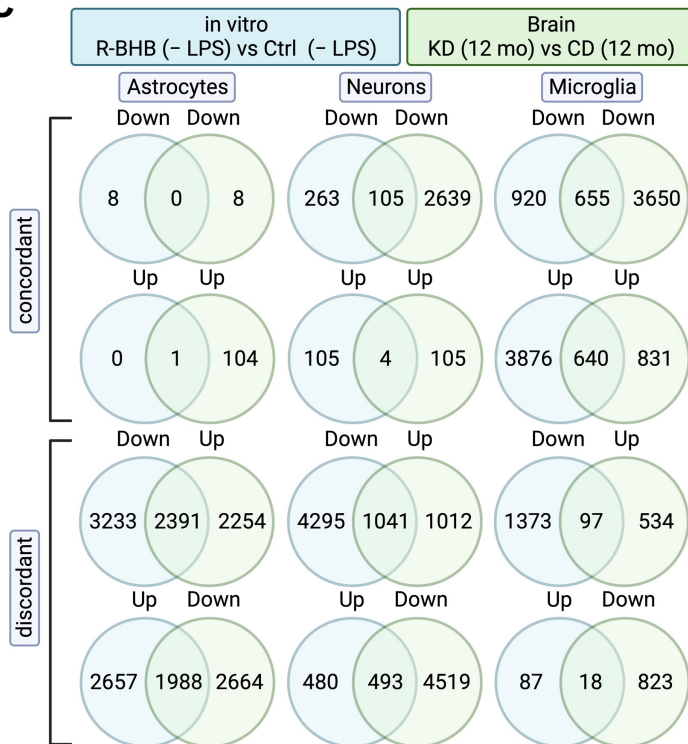 in vitro
R-BHB (− LPS) vs Ctrl (− LPS)
Brain
KD (12 mo) vs CD (12 mo)
Astrocytes
Neurons
Microglia
concordant
Down Down
Down Down
Down Down
8 0 8
263 105 2639
920 655 3650
Up Up
Up Up
Up Up
0 1 104
105 4 105
3876 640 831
discordant
Down Up
Down Up
Down Up
3233 2391 2254
4295 1041 1012
1373 97 534
Up Down
Up Down
Up Down
2657 1988 2664
480 493 4519
87 18 823